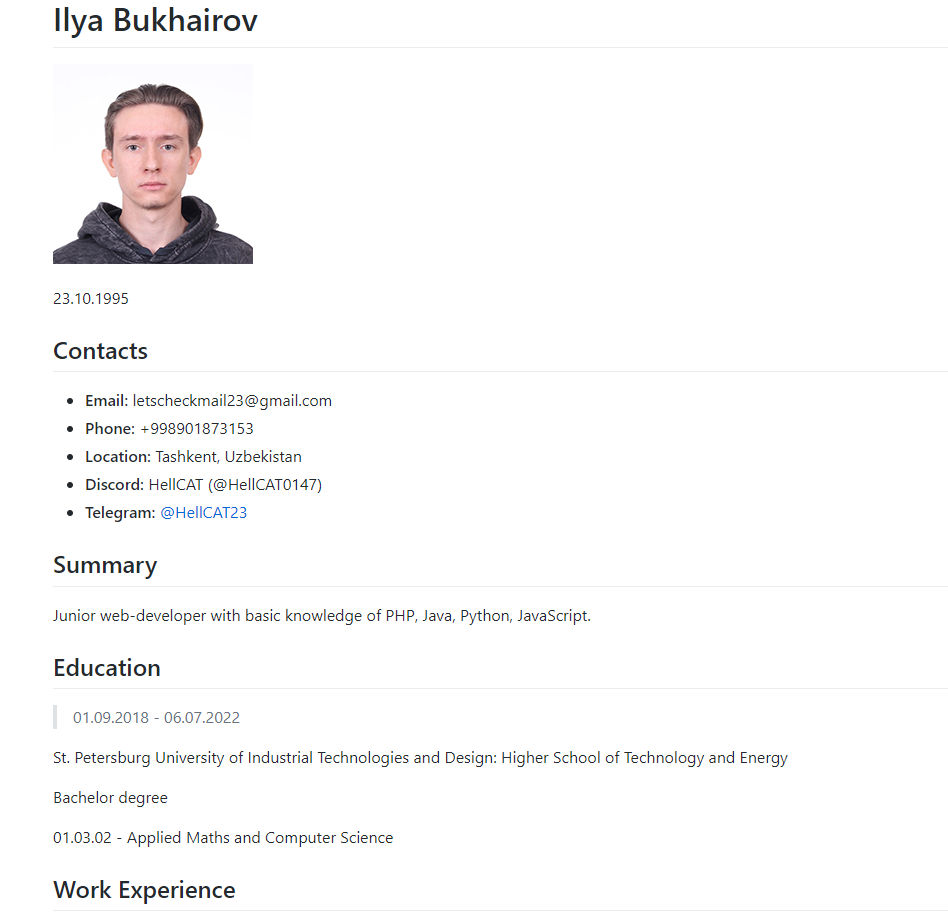 Ilya Bukhairov
23.10.1995
Contacts
Email: letscheckmail23@gmail.com
Phone: +998901873153
Location: Tashkent, Uzbekistan
Discord: HellCAT (@HellCAT0147)
Telegram: @HellCAT23
Summary
Junior web-developer with basic knowledge of PHP, Java, Python, JavaScript.
Education
01.09.2018 - 06.07.2022
St. Petersburg University of Industrial Technologies and Design: Higher School of Technology and Energy
Bachelor degree
01.03.02 - Applied Maths and Computer Science
Work Experience